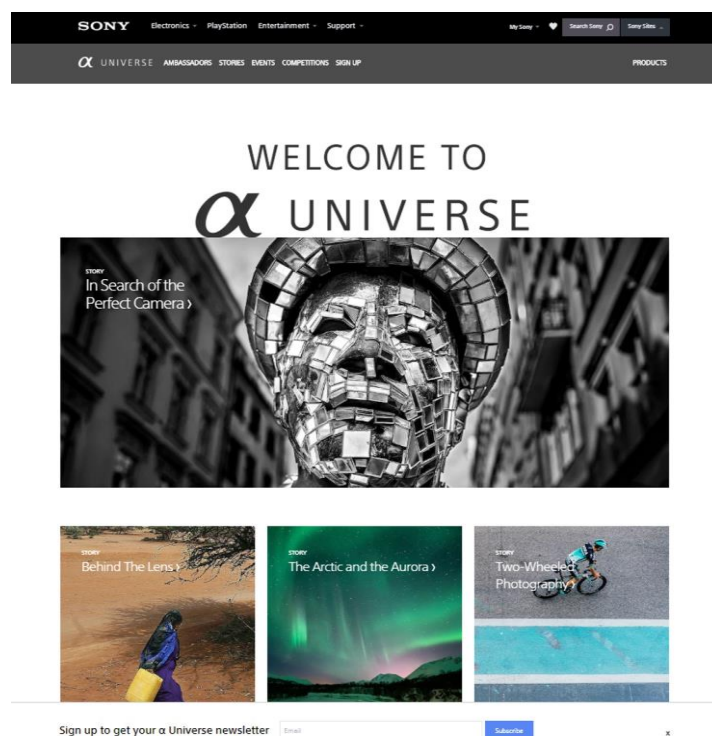 SONY Electronics PlayStation Entertainment Support My Sony Search Sony Sony Sites
α UNIVERSE AMBASSADORS STORIES EVENTS COMPETITIONS SIGN UP PRODUCTS
WELCOME TO
α UNIVERSE
STORY
In Search of the
Perfect Camera ›
STORY
Behind The Lens ›
STORY
The Arctic and the Aurora ›
STORY
Two-Wheeled
Photography ›
Sign up to get your α Universe newsletter Email Subscribe x